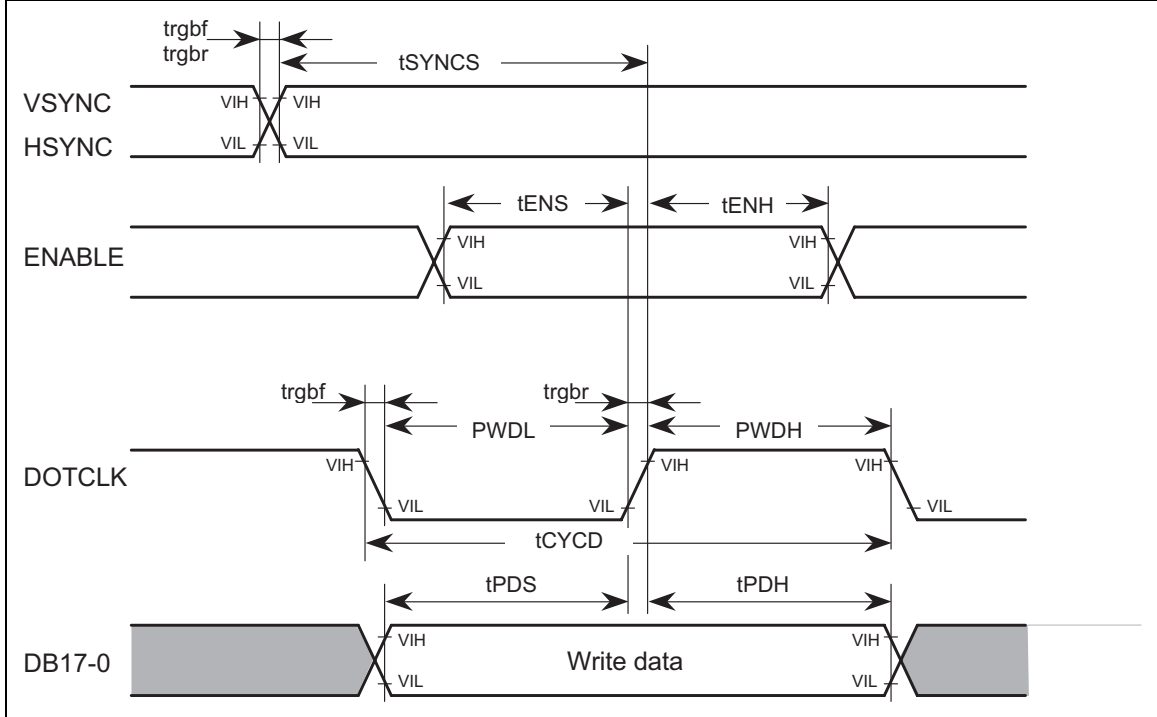 trgbf
trgbr
tSYNCS
VSYNC
VIH
VIH
HSYNC
VIL
VIL
tENS
tENH
VIH
VIH
ENABLE
VIL
VIL
trgbf
trgbr
PWDL
PWDH
VIH
VIH
VIH
DOTCLK
VIL
VIL
VIL
tCYCD
tPDS
tPDH
VIH
VIH
DB17-0
Write data
VIL
VIL